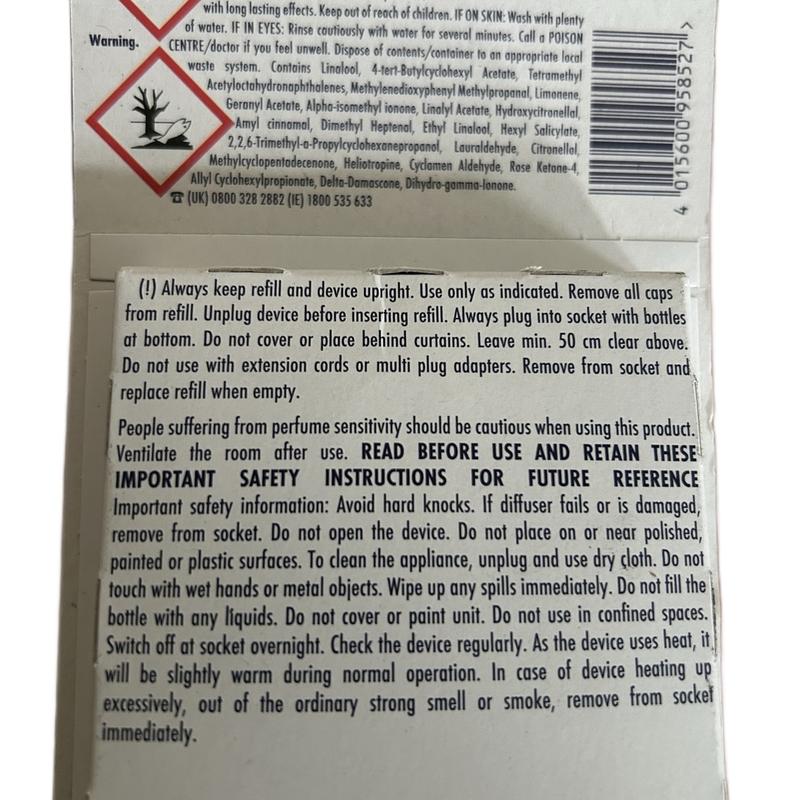 with long lasting effects. Keep out of reach of children. IF ON SKIN: Wash with plenty
of water. IF IN EYES: Rinse cautiously with water for several minutes. Call a POISON
Warning. CENTRE/doctor if you feel unwell. Dispose of contents/container to an appropriate local
waste system. Contains Linalool, 4-tert-Butylcyclohexyl Acetate, Tetramethyl
Acetyloctahydronaphthalenes, Methylenedioxyphenyl Methylpropanal, Limonene,
Geranyl Acetate, Alpha-isomethyl ionone, Linalyl Acetate, Hydroxycitronellal,
Amyl cinnamal, Dimethyl Heptenal, Ethyl Linalool, Hexyl Salicylate,
2,2,6-Trimethyl-α-Propylcyclohexanepropanol, Lauraldehyde, Citronellol,
Methylcyclopentadecenone, Heliotropine, Cyclamen Aldehyde, Rose Ketone-4,
Allyl Cyclohexylpropionate, Delta-Damascone, Dihydro-gamma-Ionone.
☎ (UK) 0800 328 2882 (IE) 1800 535 633
4 015600 958527 >
(!) Always keep refill and device upright. Use only as indicated. Remove all caps
from refill. Unplug device before inserting refill. Always plug into socket with bottles
at bottom. Do not cover or place behind curtains. Leave min. 50 cm clear above.
Do not use with extension cords or multi plug adapters. Remove from socket and
replace refill when empty.
People suffering from perfume sensitivity should be cautious when using this product.
Ventilate the room after use. READ BEFORE USE AND RETAIN THESE
IMPORTANT SAFETY INSTRUCTIONS FOR FUTURE REFERENCE
Important safety information: Avoid hard knocks. If diffuser fails or is damaged,
remove from socket. Do not open the device. Do not place on or near polished,
painted or plastic surfaces. To clean the appliance, unplug and use dry cloth. Do not
touch with wet hands or metal objects. Wipe up any spills immediately. Do not fill the
bottle with any liquids. Do not cover or paint unit. Do not use in confined spaces.
Switch off at socket overnight. Check the device regularly. As the device uses heat, it
will be slightly warm during normal operation. In case of device heating up
excessively, out of the ordinary strong smell or smoke, remove from socket
immediately.